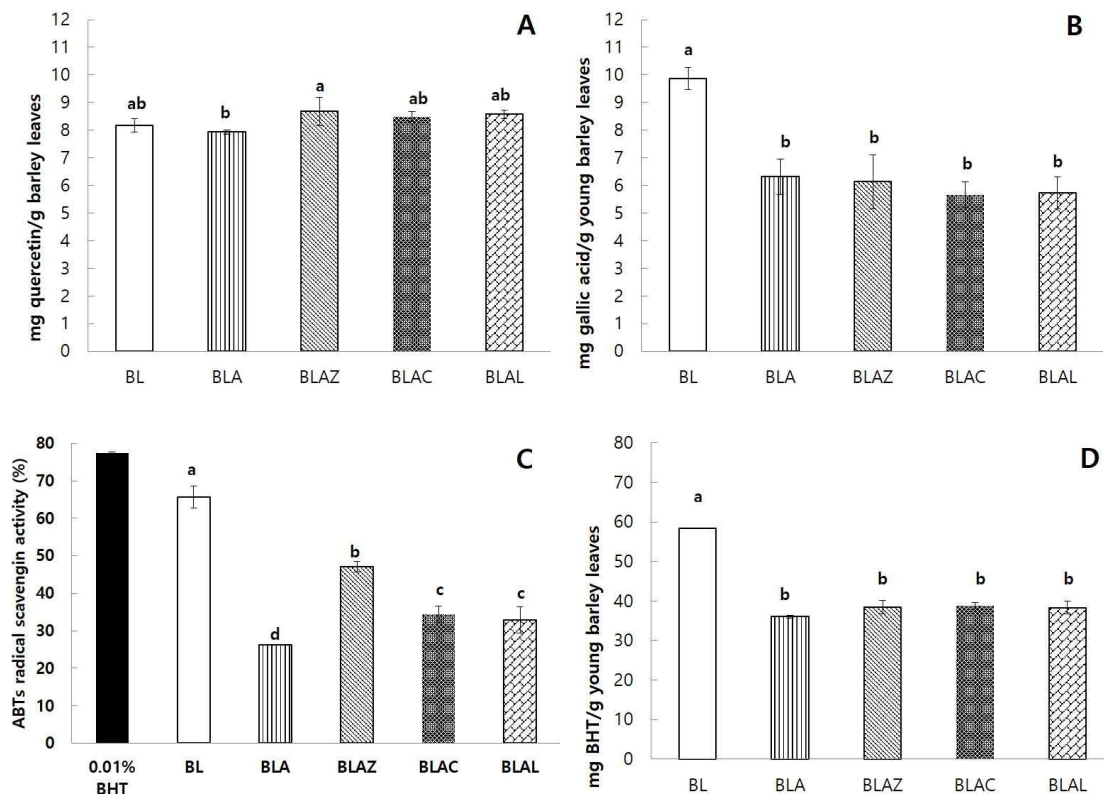 A
mg quercetin/g barley leaves
12
11
10
9
8
7
6
5
4
3
2
1
0
ab
b
a
ab
ab
BL BLA BLAZ BLAC BLAL
B
mg gallic acid/g young barley leaves
12
11
10
9
8
7
6
5
4
3
2
1
0
a
b
b
b
b
BL BLA BLAZ BLAC BLAL
C
ABTs radical scavengin activity (%)
80
70
60
50
40
30
20
10
0
a
d
b
c
c
0.01% BL BLA BLAZ BLAC BLAL
BHT
D
mg BHT/g young barley leaves
80
70
60
50
40
30
20
10
0
a
b
b
b
b
BL BLA BLAZ BLAC BLAL